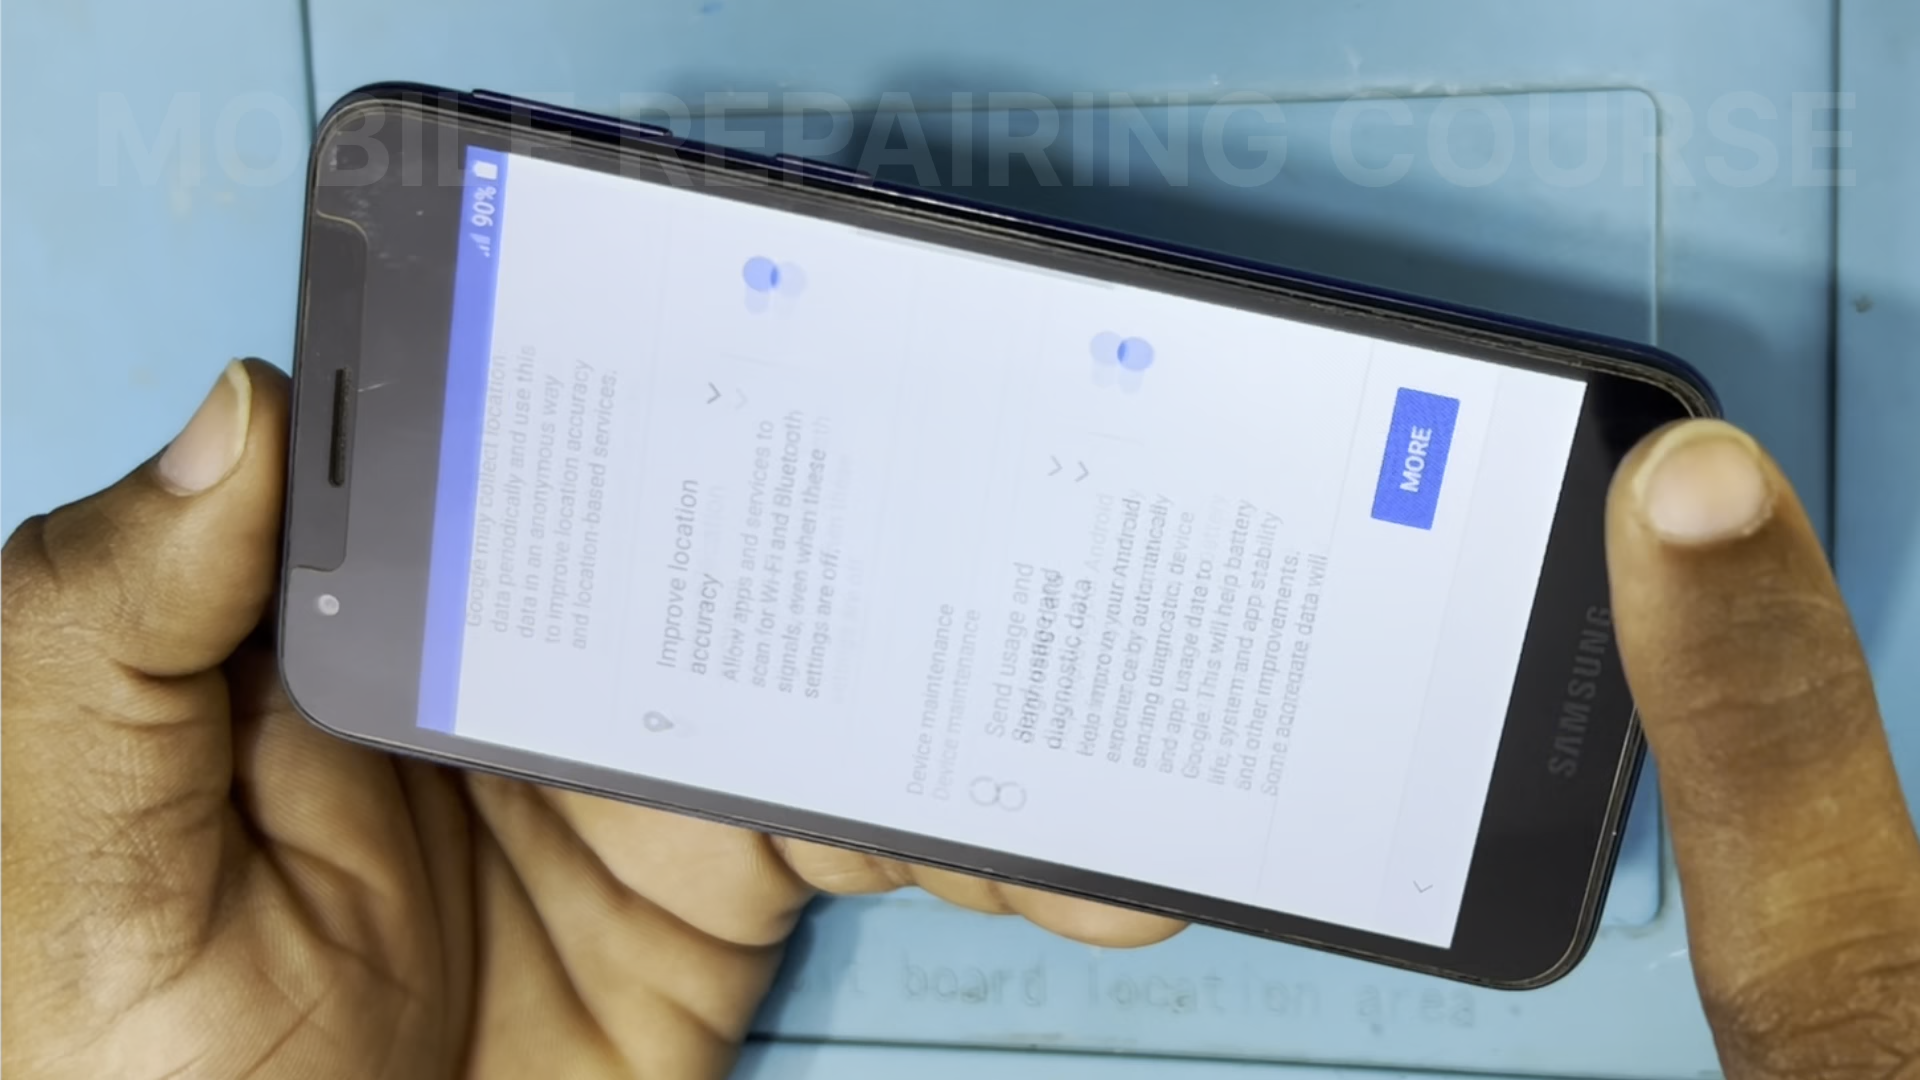 MOBILE REPAIRING COURSE
90%
Google may collect location
data periodically and use this
data in an anonymous way
to improve location accuracy
and location-based services.
Improve location
accuracy
Allow apps and services to
scan for Wi-Fi and Bluetooth
signals, even when these
settings are off.
Device maintenance
Device maintenance
Send usage and
diagnostic data
Help improve your Android
experience by automatically
sending diagnostic, device
and app usage data to
Google. This will help battery
life, system and app stability
and other improvements.
Some aggregate data will
MORE
SAMSUNG
board location area